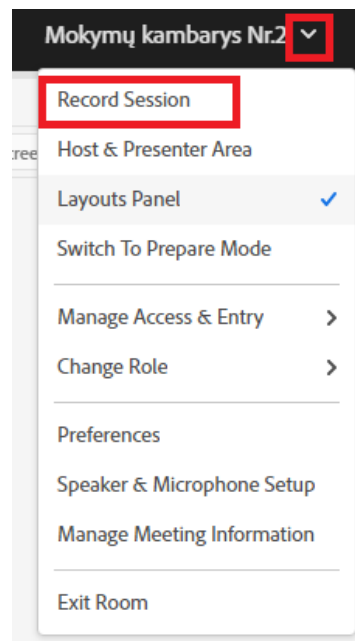 Mokymų kambarys Nr.2
Record Session
tree
Host & Presenter Area
Layouts Panel
Switch To Prepare Mode
Manage Access & Entry
Change Role
Preferences
Speaker & Microphone Setup
Manage Meeting Information
Exit Room